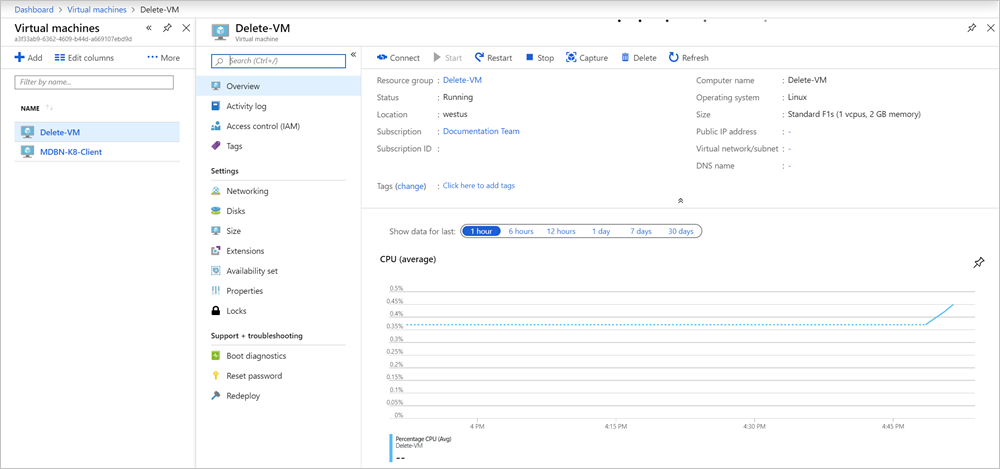 Dashboard > Virtual machines > Delete-VM
Virtual machines
a3f33ab9-6362-4609-b44d-a669107ebd9d
Add Edit columns More
Filter by name...
NAME
Delete-VM
MDBN-K8-Client
Delete-VM
Virtual machine
Search (Ctrl+/)
Overview
Activity log
Access control (IAM)
Tags
Settings
Networking
Disks
Size
Extensions
Availability set
Properties
Locks
Support + troubleshooting
Boot diagnostics
Reset password
Redeploy
Connect Start Restart Stop Capture Delete Refresh
Resource group : Delete-VM
Status : Running
Location : westus
Subscription : Documentation Team
Subscription ID :
Computer name : Delete-VM
Operating system : Linux
Size : Standard F1s (1 vcpus, 2 GB memory)
Public IP address : -
Virtual network/subnet : -
DNS name : -
Tags (change) : Click here to add tags
Show data for last: 1 hour 6 hours 12 hours 1 day 7 days 30 days
CPU (average)
0.5%
0.45%
0.4%
0.35%
0.3%
0.25%
0.2%
0.15%
0.1%
0.05%
0%
4 PM 4:15 PM 4:30 PM 4:45 PM
Percentage CPU (Avg)
Delete-VM
--